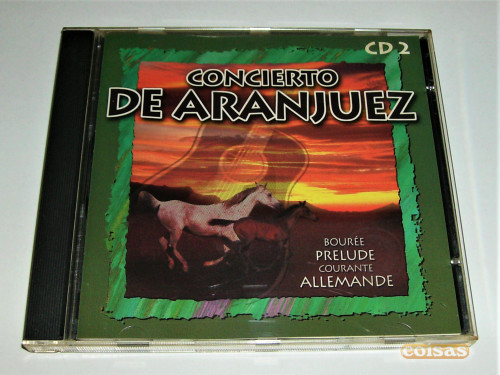 CD 2
CONCIERTO
DE ARANJUEZ
BOURÉE
PRELUDE
COURANTE
ALLEMANDE
coisas